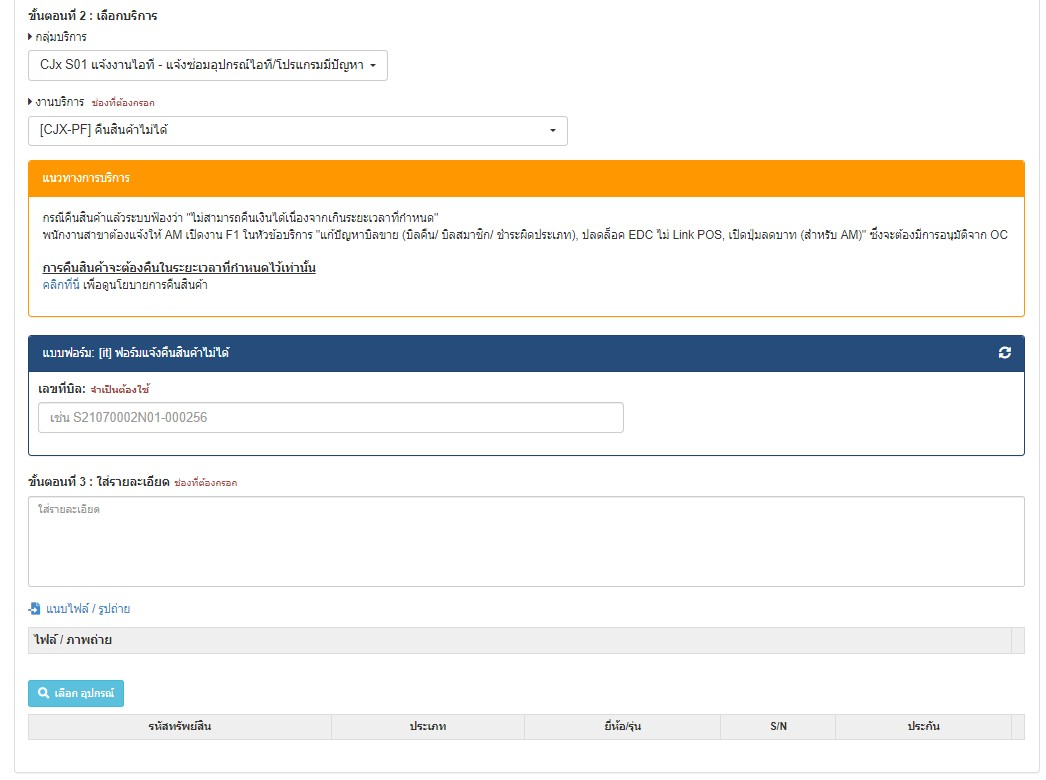 ขั้นตอนที่ 2 : เลือกบริการ
กลุ่มบริการ
CJx S01 แจ้งงานไอที - แจ้งซ่อมอุปกรณ์ไอที/โปรแกรมมีปัญหา
งานบริการ ช่องที่ต้องกรอก
[CJX-PF] คืนสินค้าไม่ได้
แนวทางการบริการ
กรณีคืนสินค้าแล้วระบบฟ้องว่า "ไม่สามารถคืนเงินได้เนื่องจากเกินระยะเวลาที่กำหนด"
พนักงานสาขาต้องแจ้งให้ AM เปิดงาน F1 ในหัวข้อบริการ "แก้ปัญหาบิลขาย (บิลคืน/ บิลสมาชิก/ ชำระผิดประเภท), ปลดล็อค EDC ไม่ Link POS, เปิดปุ่มลดบาท (สำหรับ AM)" ซึ่งจะต้องมีการอนุมัติจาก OC
การคืนสินค้าจะต้องคืนในระยะเวลาที่กำหนดไว้เท่านั้น
คลิกที่นี่ เพื่อดูนโยบายการคืนสินค้า
แบบฟอร์ม: [it] ฟอร์มแจ้งคืนสินค้าไม่ได้
เลขที่บิล: จำเป็นต้องใช้
เช่น S21070002N01-000256
ขั้นตอนที่ 3 : ใส่รายละเอียด ช่องที่ต้องกรอก
ใส่รายละเอียด
แนบไฟล์ / รูปถ่าย
ไฟล์ / ภาพถ่าย
เลือก อุปกรณ์
รหัสทรัพย์สิน ประเภท ยี่ห้อ/รุ่น S/N ประกัน